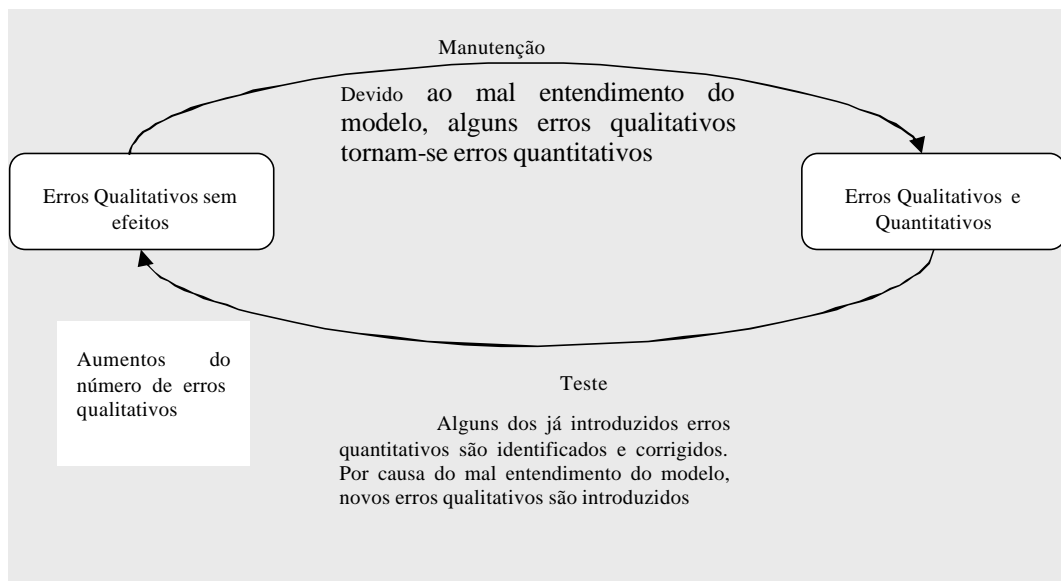 Manutenção
Devido ao mal entendimento do
modelo, alguns erros qualitativos
tornam-se erros quantitativos
Erros Qualitativos sem
efeitos
Erros Qualitativos e
Quantitativos
Aumentos do
número de erros
qualitativos
Teste
Alguns dos já introduzidos erros
quantitativos são identificados e corrigidos.
Por causa do mal entendimento do modelo,
novos erros qualitativos são introduzidos